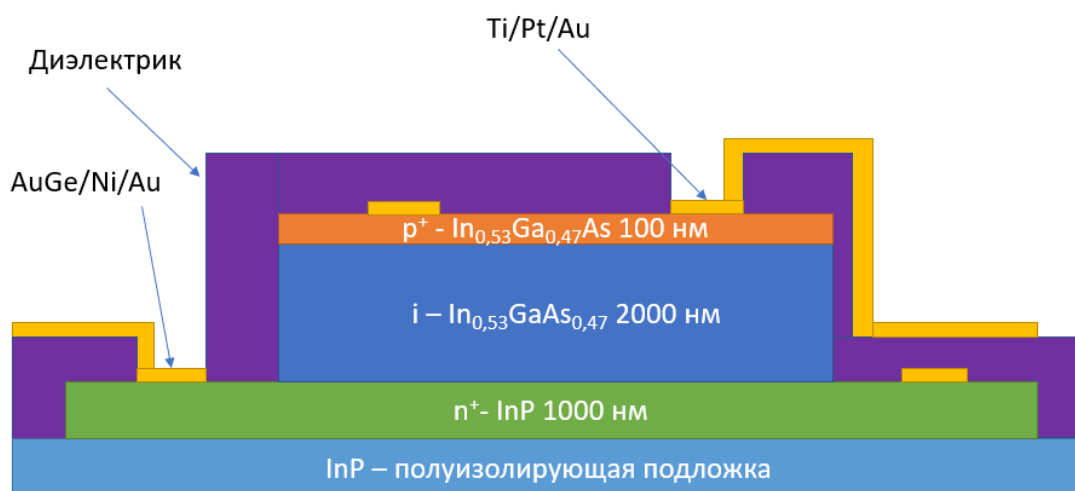 Ti/Pt/Au
Диэлектрик
AuGe/Ni/Au
p⁺ - In₀,₅₃Ga₀,₄₇As 100 нм
i – In₀,₅₃GaAs₀,₄₇ 2000 нм
n⁺- InP 1000 нм
InP – полуизолирующая подложка